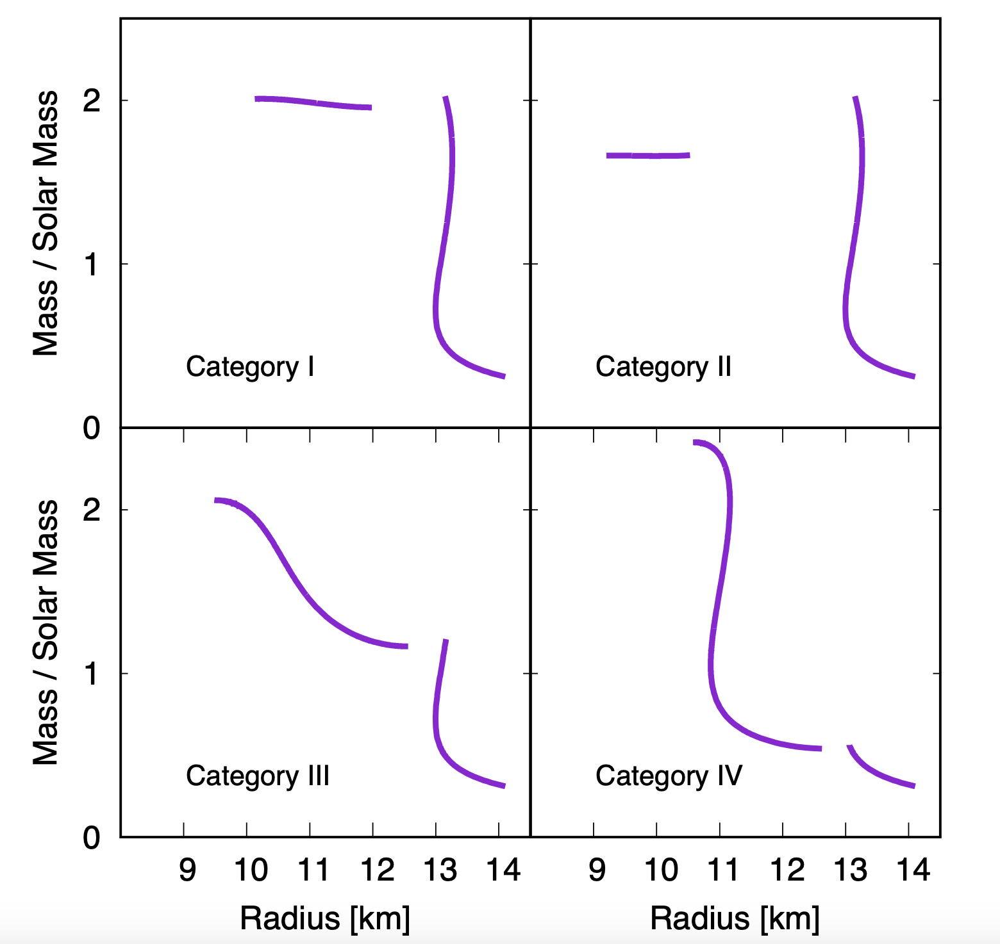 Mass / Solar Mass
2
1
0
Category I
Category II
Mass / Solar Mass
2
1
0
Category III
Category IV
9 10 11 12 13 14
9 10 11 12 13 14
Radius [km]
Radius [km]